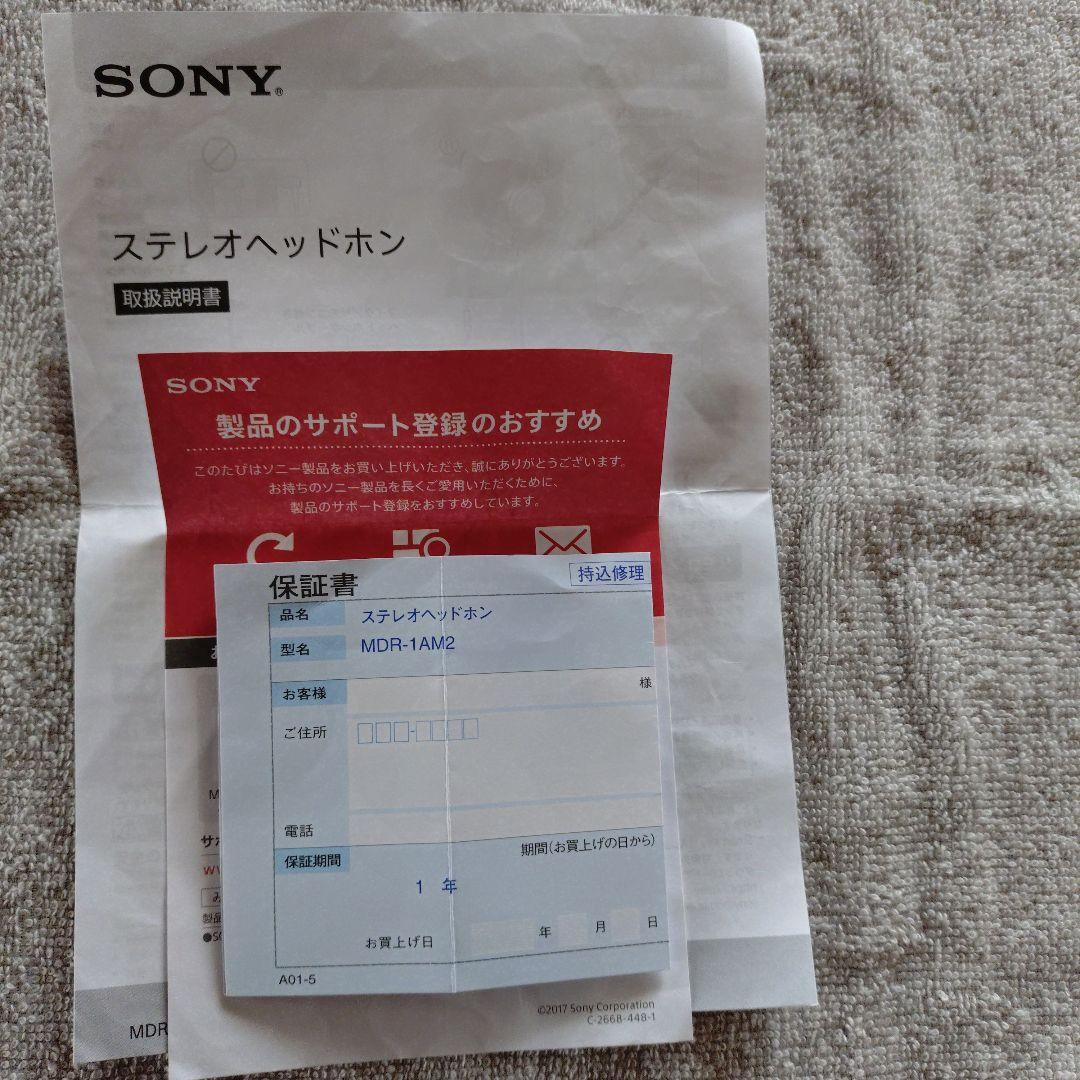 SONY®
ステレオヘッドホン
取扱説明書
SONY
製品のサポート登録のおすすめ
このたびはソニー製品をお買い上げいただき、誠にありがとうございます。
お持ちのソニー製品を長くご愛用いただくために、
製品のサポート登録をおすすめしています。
保証書
持込修理
品名 ステレオヘッドホン
型名 MDR-1AM2
お客様 様
ご住所
電話
保証期間 期間(お買上げの日から)
1 年
お買上げ日 年 月 日
A01-5
M
サポ
み
製品
©2017 Sony Corporation
C-2668-448-1
MDR